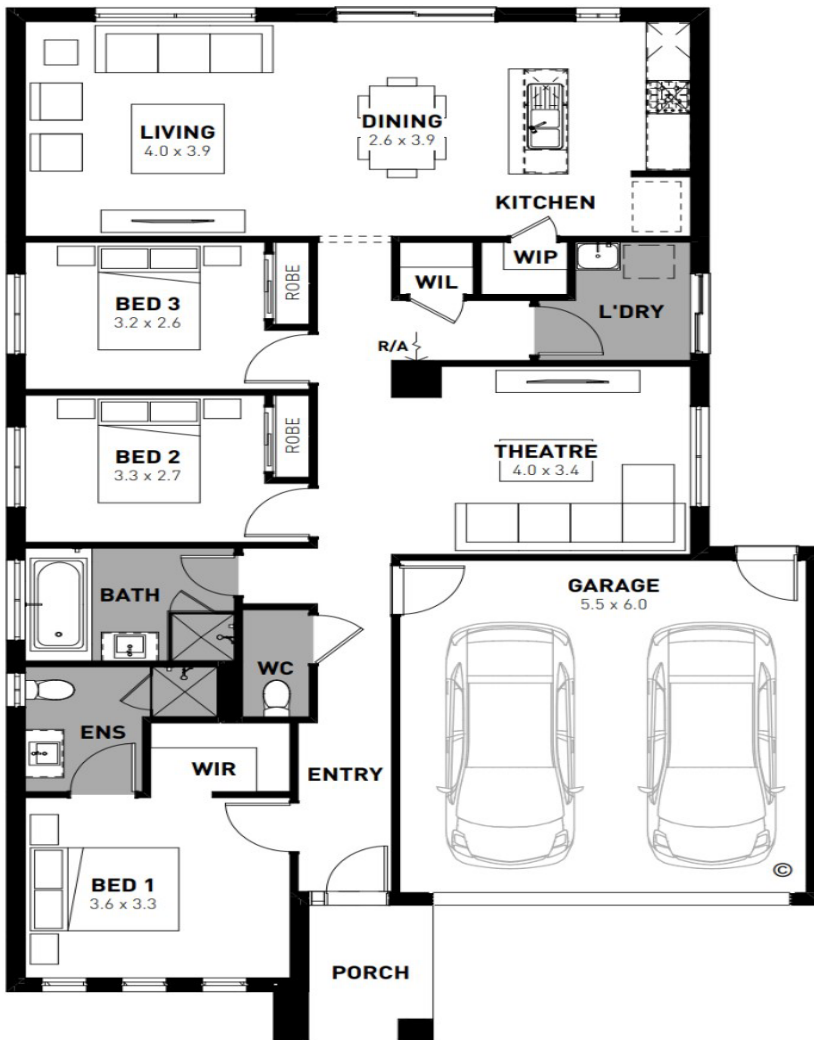 LIVING
4.0 x 3.9
DINING
2.6 x 3.9
KITCHEN
WIP
WIL
L'DRY
R/A
BED 3
3.2 x 2.6
ROBE
BED 2
3.3 x 2.7
ROBE
THEATRE
4.0 x 3.4
BATH
GARAGE
5.5 x 6.0
WC
ENS
WIR
ENTRY
BED 1
3.6 x 3.3
©
PORCH